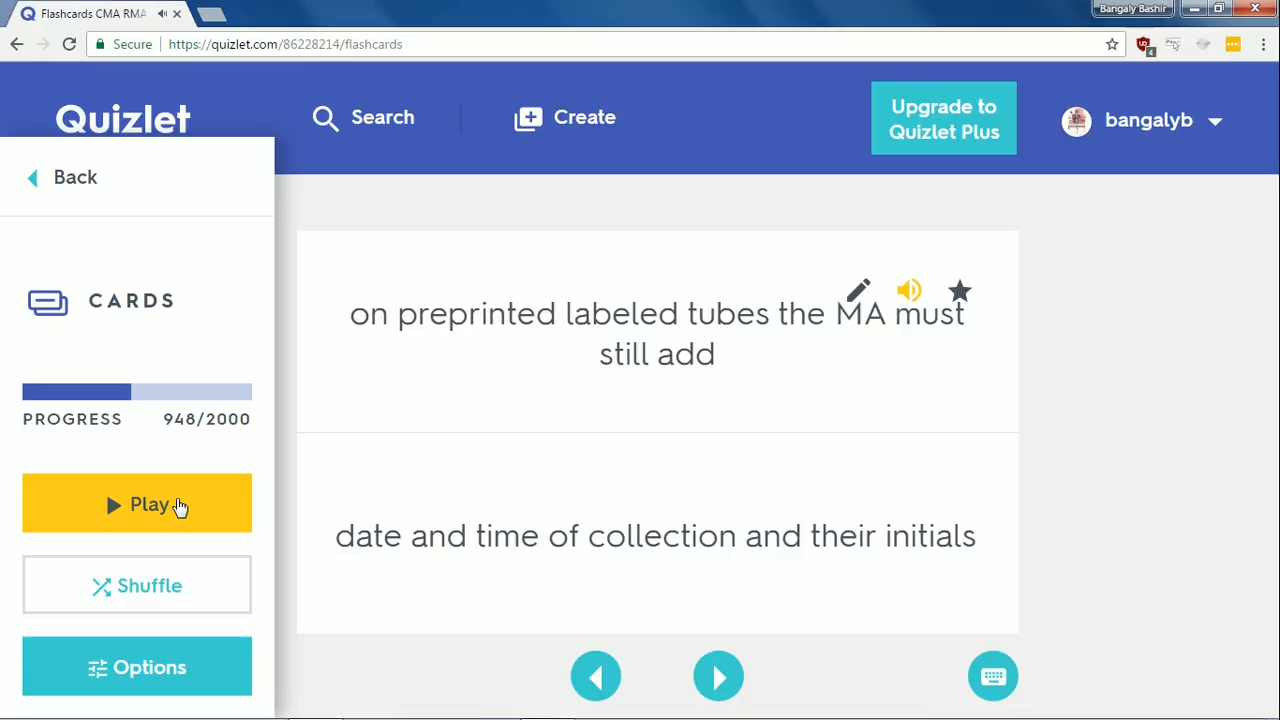 Flashcards CMA RMA
Bangaly Bashir
Secure
https://quizlet.com/86228214/flashcards
4
Quizlet
Search
Create
Upgrade to
Quizlet Plus
bangalyb
Back
CARDS
PROGRESS 948/2000
Play
Shuffle
Options
on preprinted labeled tubes the MA must
still add
date and time of collection and their initials